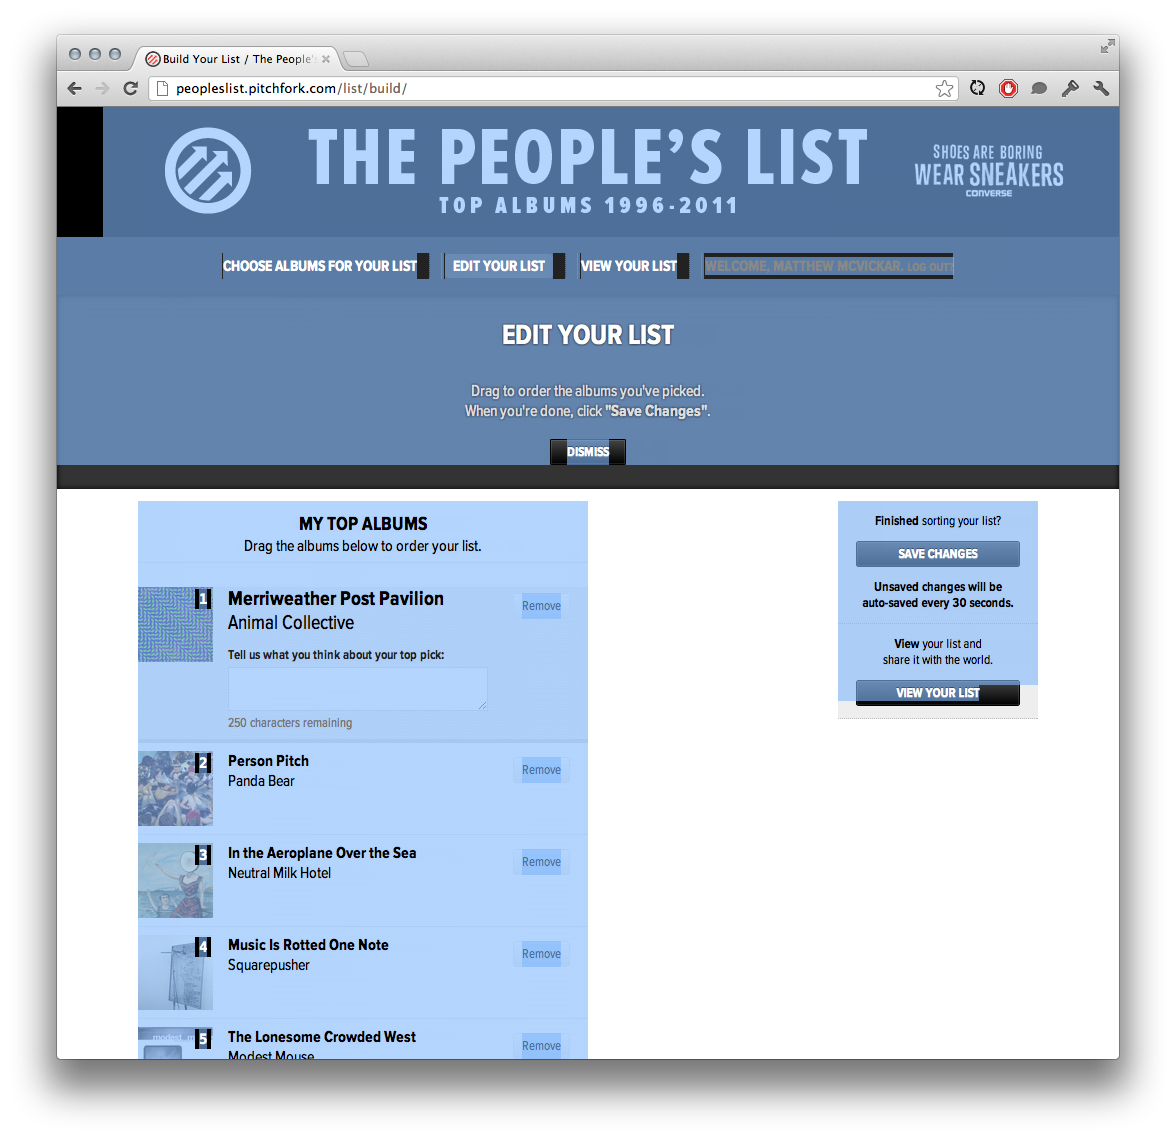 Build Your List / The People's
peopleslist.pitchfork.com/list/build/
THE PEOPLE'S LIST
TOP ALBUMS 1996-2011
SHOES ARE BORING
WEAR SNEAKERS
CONVERSE
CHOOSE ALBUMS FOR YOUR LIST
EDIT YOUR LIST
VIEW YOUR LIST
WELCOME, MATTHEW MCVICKAR. LOG OUT?
EDIT YOUR LIST
Drag to order the albums you've picked.
When you're done, click "Save Changes".
DISMISS
MY TOP ALBUMS
Drag the albums below to order your list.
1
Merriweather Post Pavilion
Remove
Animal Collective
Tell us what you think about your top pick:
250 characters remaining
2
Person Pitch
Remove
Panda Bear
3
In the Aeroplane Over the Sea
Remove
Neutral Milk Hotel
4
Music Is Rotted One Note
Remove
Squarepusher
5
The Lonesome Crowded West
Remove
Modest Mouse
Finished sorting your list?
SAVE CHANGES
Unsaved changes will be
auto-saved every 30 seconds.
View your list and
share it with the world.
VIEW YOUR LIST